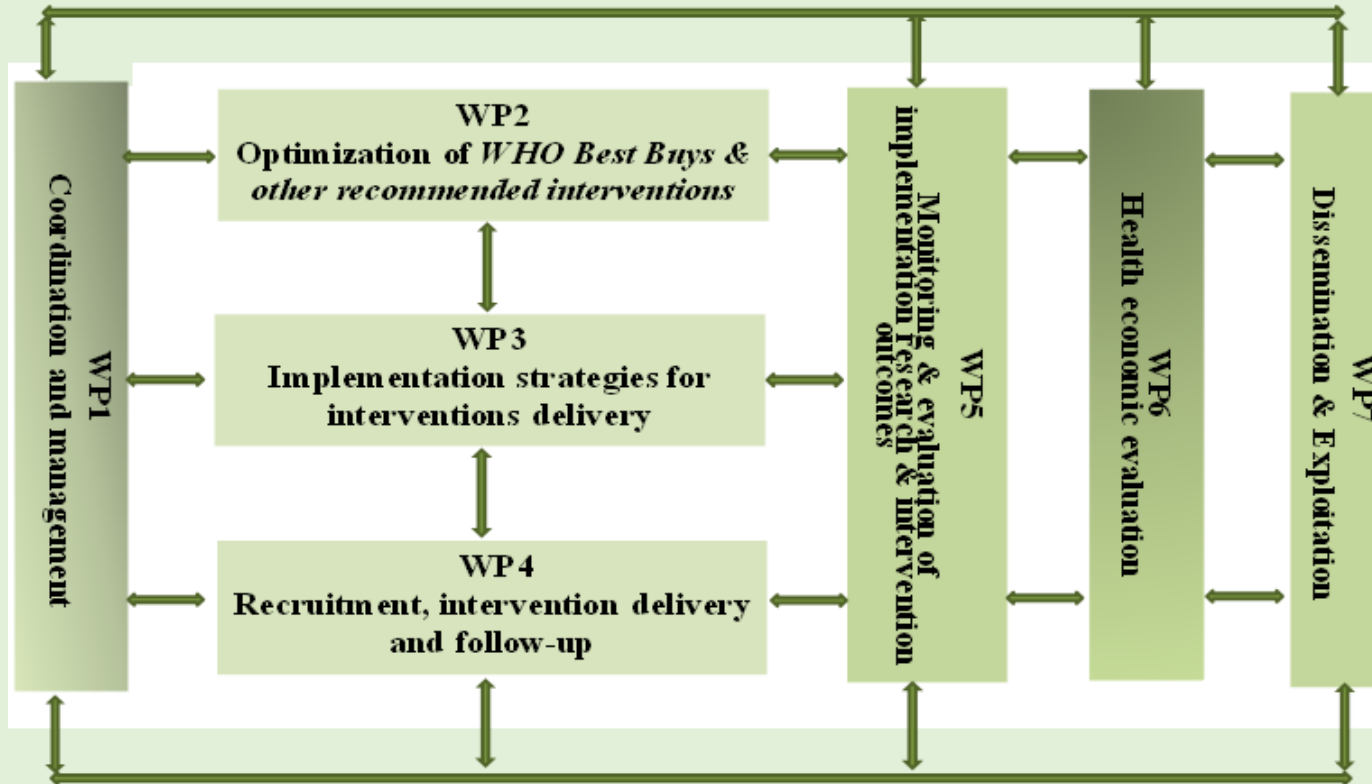 WP1
Coordination and management
WP2
Optimization of WHO Best Buys &
other recommended interventions
WP3
Implementation strategies for
interventions delivery
WP4
Recruitment, intervention delivery
and follow-up
WP5
Monitoring & evaluation of
implementation research & intervention
outcomes
WP6
Health economic evaluation
WP7
Dissemination & Exploitation